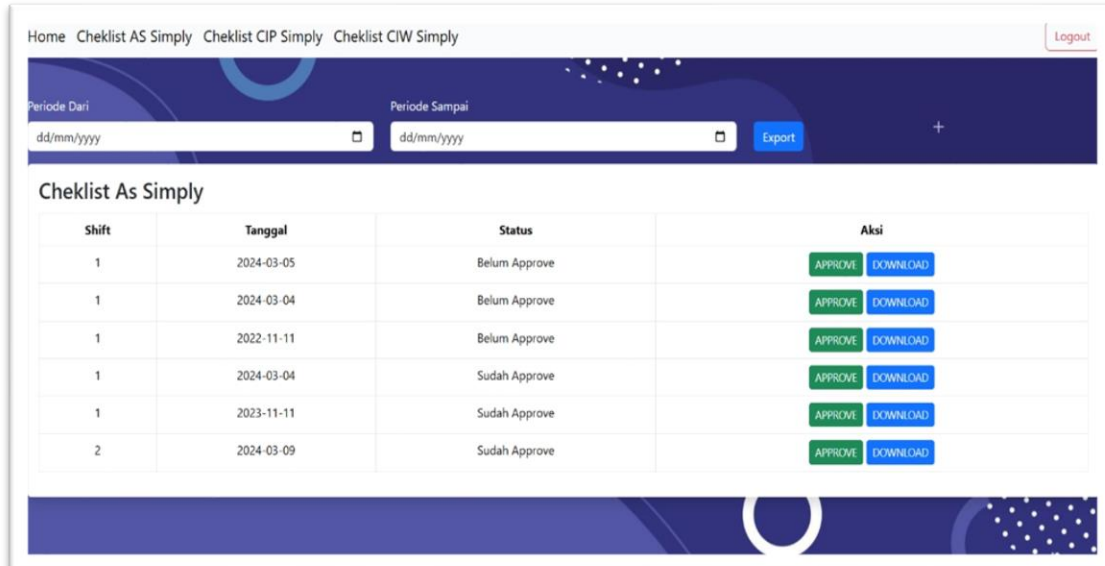 Home Cheklist AS Simply Cheklist CIP Simply Cheklist CIW Simply Logout
Periode Dari Periode Sampai
dd/mm/yyyy dd/mm/yyyy Export
Cheklist As Simply
Shift Tanggal Status Aksi
1 2024-03-05 Belum Approve APPROVE DOWNLOAD
1 2024-03-04 Belum Approve APPROVE DOWNLOAD
1 2022-11-11 Belum Approve APPROVE DOWNLOAD
1 2024-03-04 Sudah Approve APPROVE DOWNLOAD
1 2023-11-11 Sudah Approve APPROVE DOWNLOAD
2 2024-03-09 Sudah Approve APPROVE DOWNLOAD